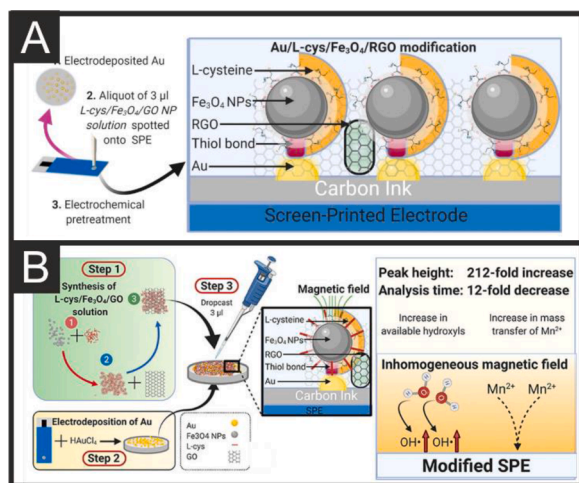 A
1. Electrodeposited Au
2. Aliquot of 3 µl
L-cys/Fe₃O₄/GO NP
solution spotted
onto SPE
3. Electrochemical
pretreatment
Au/L-cys/Fe₃O₄/RGO modification
L-cysteine
Fe₃O₄ NPs
RGO
Thiol bond
Au
Carbon Ink
Screen-Printed Electrode
B
Step 1
Synthesis of
L-cys/Fe₃O₄/GO
solution
1
2
3
Step 3
Dropcast
3 µl
Electrodeposition of Au
HAuCl₄
Step 2
Au
Fe3O4 NPs
L-cys
GO
Magnetic field
L-cysteine
Fe₃O₄ NPs
RGO
Thiol bond
Au
Carbon Ink
SPE
Peak height: 212-fold increase
Analysis time: 12-fold decrease
Increase in
available hydroxyls
Increase in mass
transfer of Mn²⁺
Inhomogeneous magnetic field
Mn²⁺ Mn²⁺
OH• OH•
Modified SPE